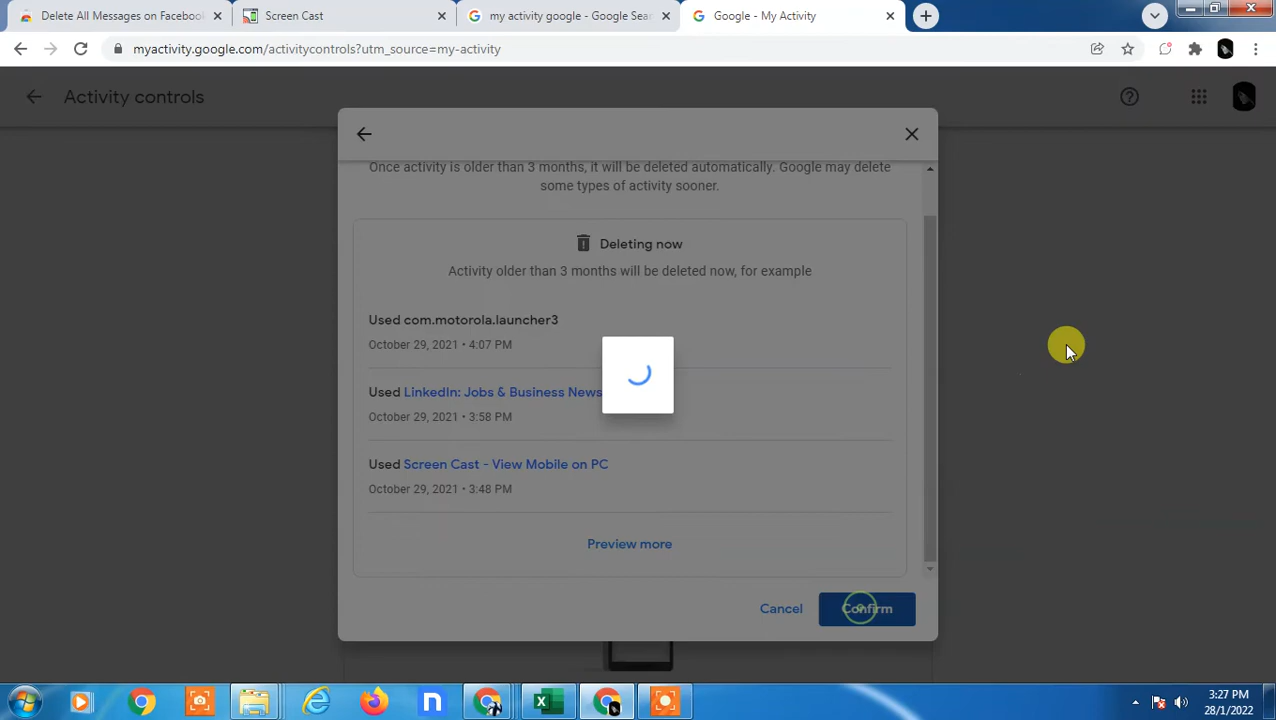 Delete All Messages on Facebook
Screen Cast
my activity google - Google Sear
Google - My Activity
myactivity.google.com/activitycontrols?utm_source=my-activity
Activity controls
Once activity is older than 3 months, it will be deleted automatically. Google may delete
some types of activity sooner.
Deleting now
Activity older than 3 months will be deleted now, for example
Used com.motorola.launcher3
October 29, 2021 • 4:07 PM
Used LinkedIn: Jobs & Business News
October 29, 2021 • 3:58 PM
Used Screen Cast - View Mobile on PC
October 29, 2021 • 3:48 PM
Preview more
Cancel
Confirm
3:27 PM
28/1/2022